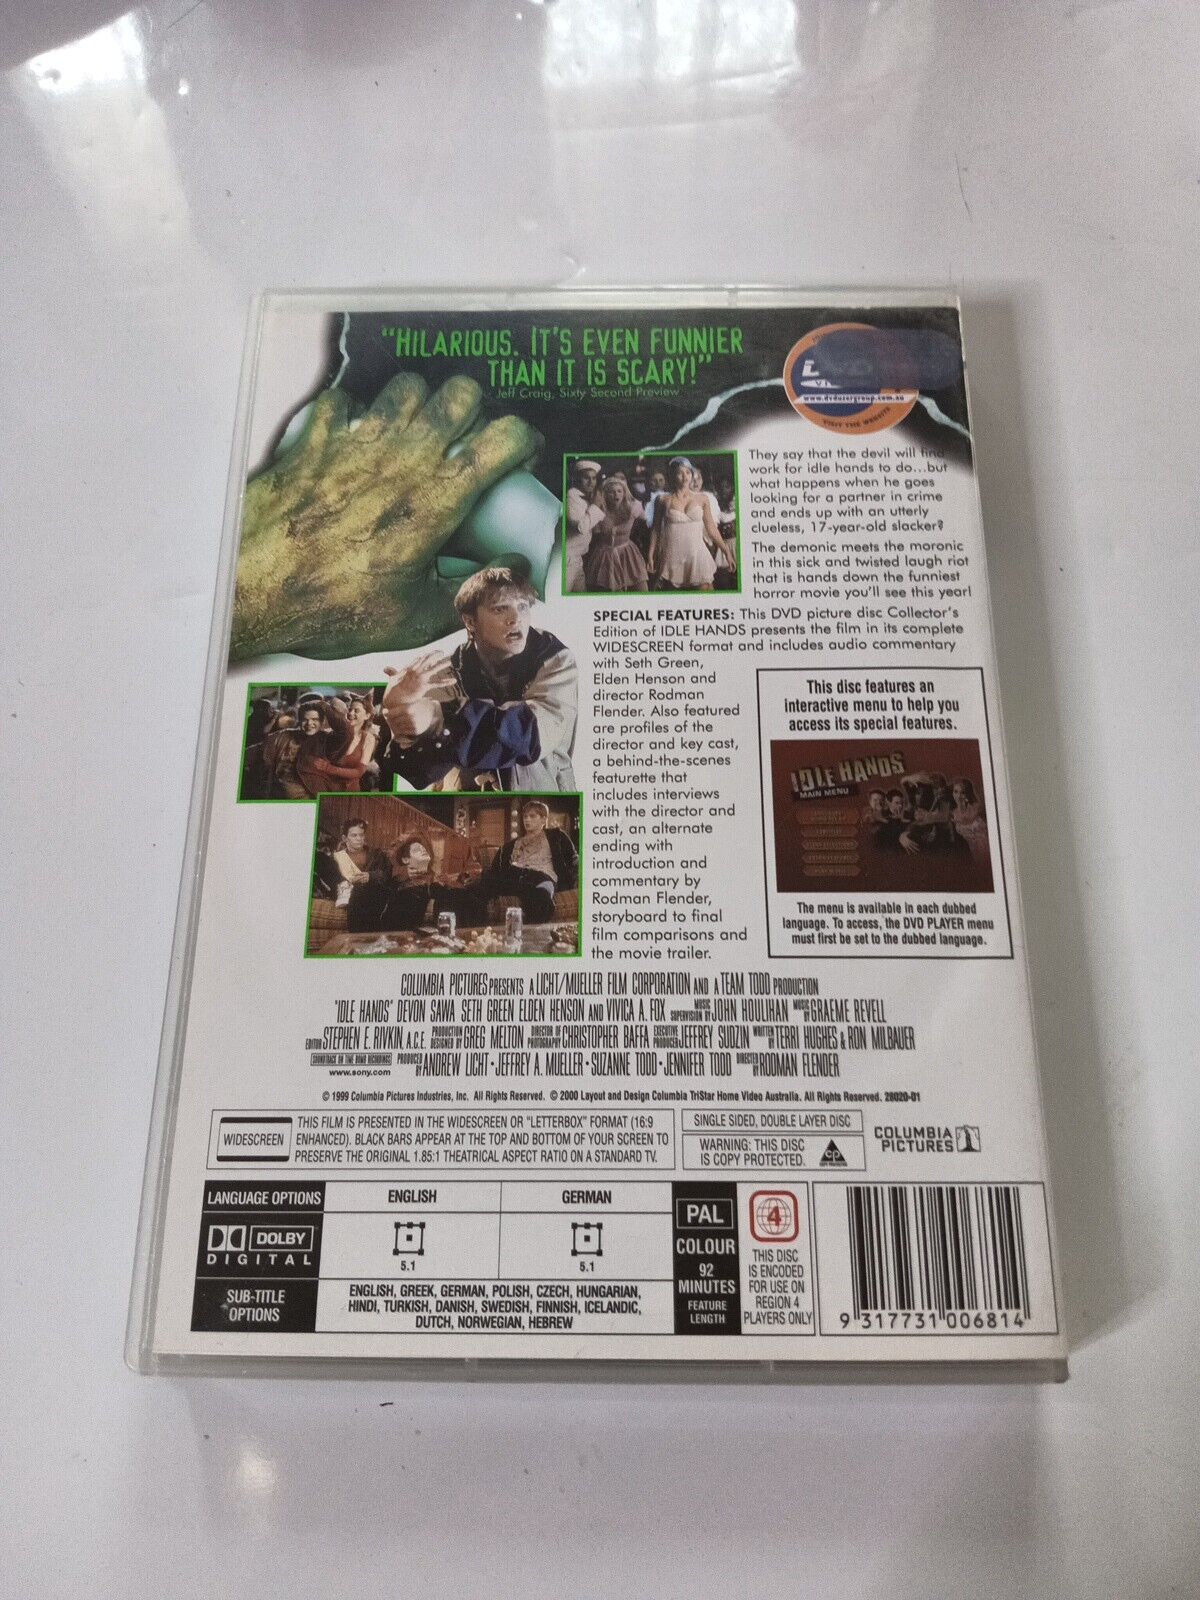 “HILARIOUS. IT'S EVEN FUNNIER
THAN IT IS SCARY!”
Jeff Craig, Sixty Second Preview
DVD
www.dvdusergroup.com.au
VISIT THE WEBSITE
They say that the devil will find
work for idle hands to do...but
what happens when he goes
looking for a partner in crime
and ends up with an utterly
clueless, 17-year-old slacker?
The demonic meets the moronic
in this sick and twisted laugh riot
that is hands down the funniest
horror movie you'll see this year!
SPECIAL FEATURES: This DVD picture disc Collector's
Edition of IDLE HANDS presents the film in its complete
WIDESCREEN format and includes audio commentary
with Seth Green,
Elden Henson and
director Rodman
Flender. Also featured
are profiles of the
director and key cast,
a behind-the-scenes
featurette that
includes interviews
with the director and
cast, an alternate
ending with
introduction and
commentary by
Rodman Flender,
storyboard to final
film comparisons and
the movie trailer.
This disc features an
interactive menu to help you
access its special features.
IDLE HANDS
MAIN MENU
The menu is available in each dubbed
language. To access, the DVD PLAYER menu
must first be set to the dubbed language.
COLUMBIA PICTURES PRESENTS A LICHT/MUELLER FILM CORPORATION AND A TEAM TODD PRODUCTION
"IDLE HANDS" DEVON SAWA SETH GREEN ELDEN HENSON AND VIVICA A. FOX MUSIC SUPERVISION BY JOHN HOULIHAN MUSIC BY GRAEME REVELL
EDITOR STEPHEN E. RIVKIN, A.C.E. PRODUCTION DESIGNED BY GREG MELTON DIRECTOR OF PHOTOGRAPHY CHRISTOPHER BAFFA EXECUTIVE PRODUCER JEFFREY SUDZIN WRITTEN BY TERRI HUGHES & RON MILBAUER
SOUNDTRACK ON TIME BOMB RECORDINGS PRODUCED BY ANDREW LICHT • JEFFREY A. MUELLER • SUZANNE TODD • JENNIFER TODD DIRECTED BY RODMAN FLENDER
www.sony.com
© 1999 Columbia Pictures Industries, Inc. All Rights Reserved. © 2000 Layout and Design Columbia TriStar Home Video Australia. All Rights Reserved. 28020-D1
WIDESCREEN
THIS FILM IS PRESENTED IN THE WIDESCREEN OR "LETTERBOX" FORMAT (16:9
ENHANCED). BLACK BARS APPEAR AT THE TOP AND BOTTOM OF YOUR SCREEN TO
PRESERVE THE ORIGINAL 1.85:1 THEATRICAL ASPECT RATIO ON A STANDARD TV.
SINGLE SIDED, DOUBLE LAYER DISC
WARNING: THIS DISC
IS COPY PROTECTED.
cp
COPY PROTECTED
COLUMBIA
PICTURES
LANGUAGE OPTIONS
ENGLISH
GERMAN
DOLBY
DIGITAL
5.1
5.1
SUB-TITLE
OPTIONS
ENGLISH, GREEK, GERMAN, POLISH, CZECH, HUNGARIAN,
HINDI, TURKISH, DANISH, SWEDISH, FINNISH, ICELANDIC,
DUTCH, NORWEGIAN, HEBREW
PAL
COLOUR
92
MINUTES
FEATURE
LENGTH
4
THIS DISC
IS ENCODED
FOR USE ON
REGION 4
PLAYERS ONLY
9 317731 006814